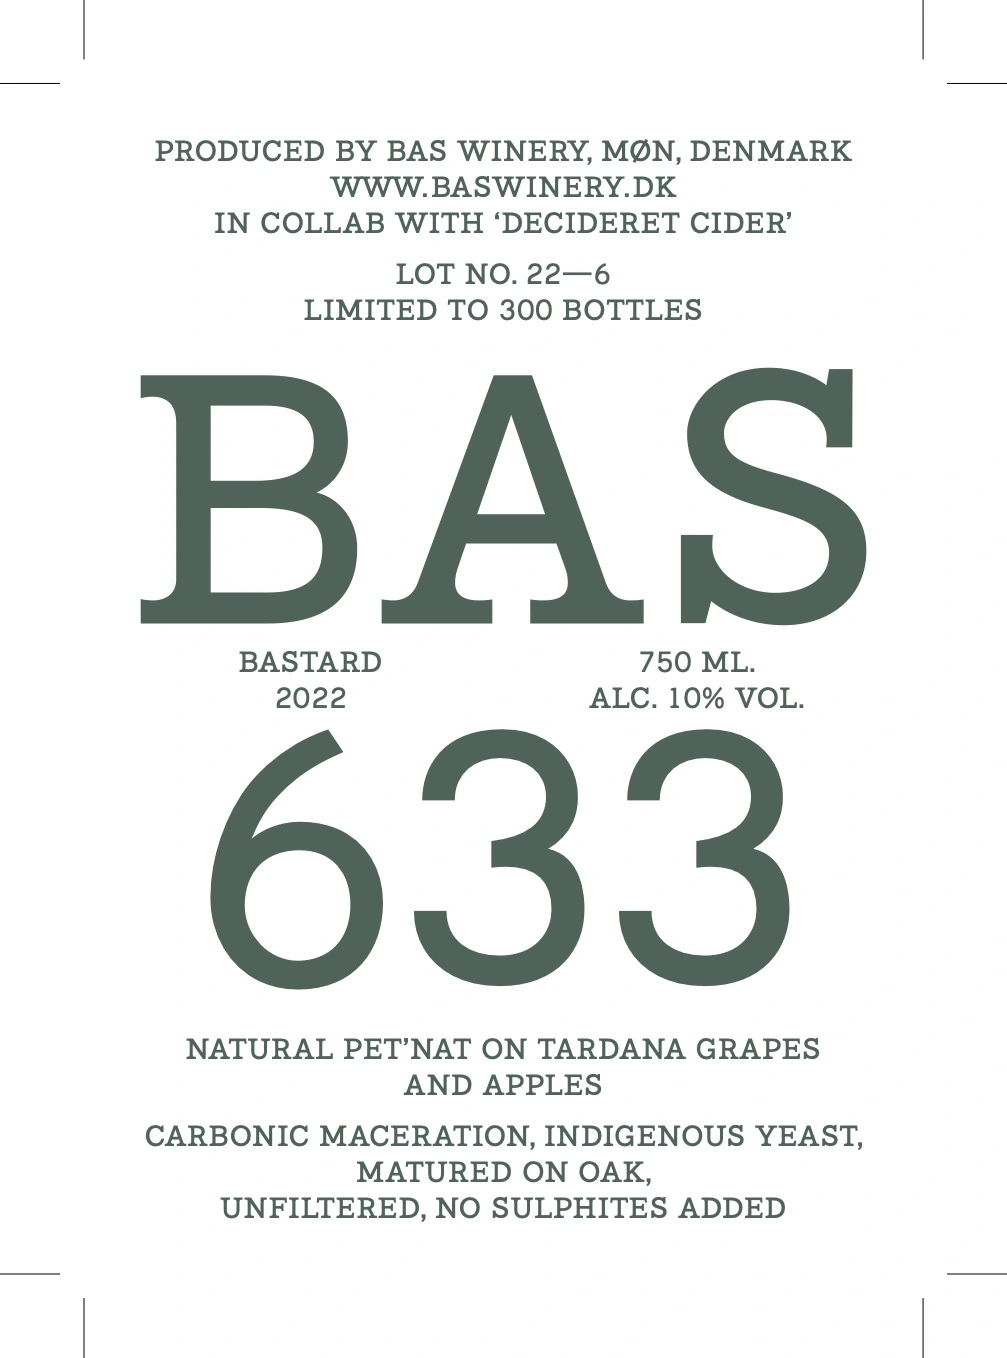 PRODUCED BY BAS WINERY, MØN, DENMARK
WWW.BASWINERY.DK
IN COLLAB WITH ‘DECIDERET CIDER’
LOT NO. 22—6
LIMITED TO 300 BOTTLES
BAS
BASTARD
2022
750 ML.
ALC. 10% VOL.
633
NATURAL PET’NAT ON TARDANA GRAPES
AND APPLES
CARBONIC MACERATION, INDIGENOUS YEAST,
MATURED ON OAK,
UNFILTERED, NO SULPHITES ADDED